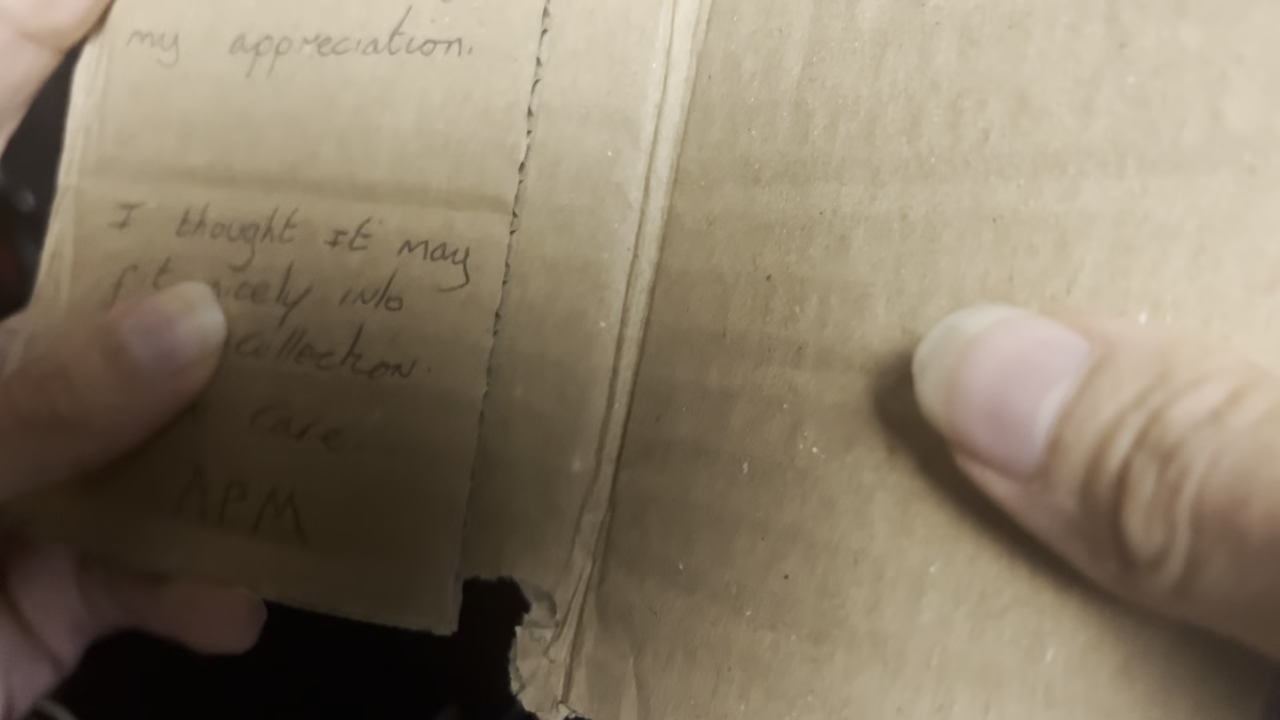 my appreciation.
I thought it may
nicely into
collection.
care
APM